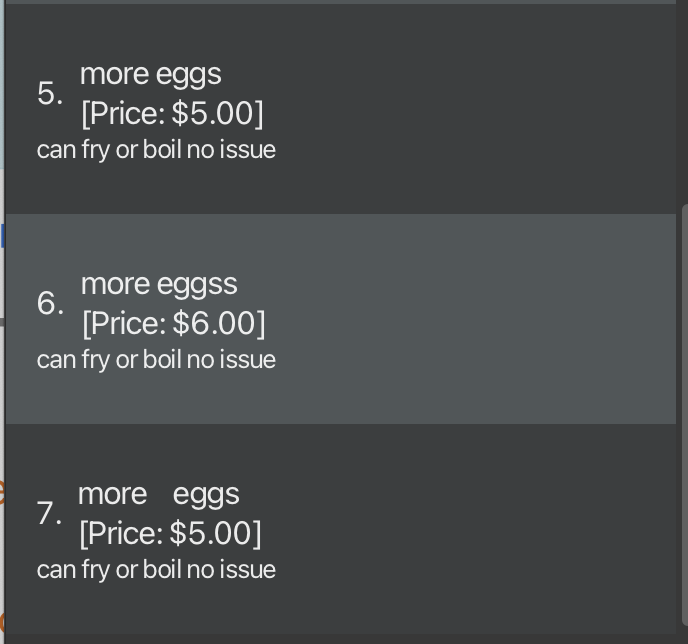 5. more eggs
[Price: $5.00]
can fry or boil no issue
6. more eggss
[Price: $6.00]
can fry or boil no issue
7. more    eggs
[Price: $5.00]
can fry or boil no issue